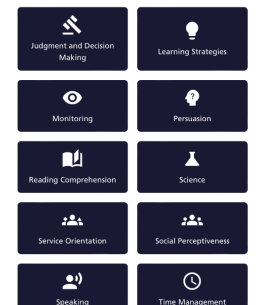 Judgment and Decision
Making
Learning Strategies
Monitoring
Persuasion
Reading Comprehension
Science
Service Orientation
Social Perceptiveness
Speaking
Time Management